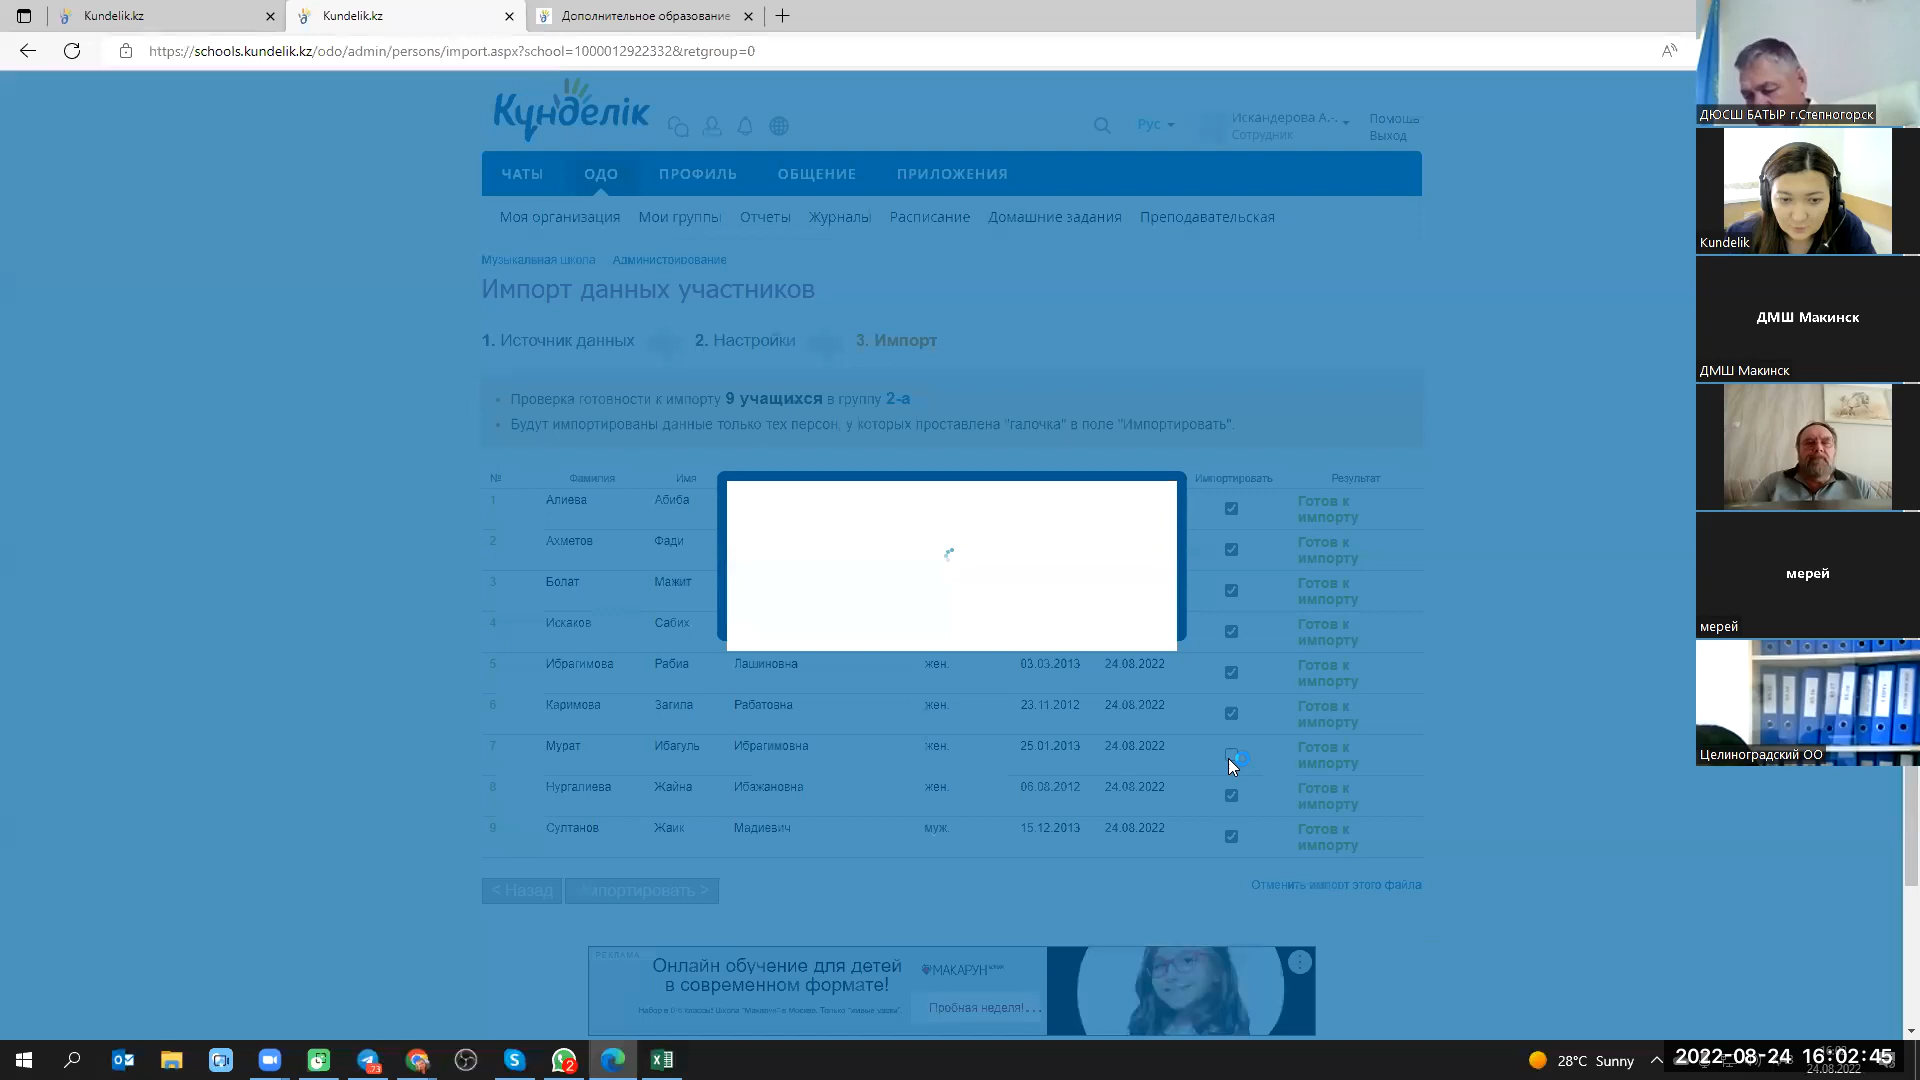 Kundelik.kz
Kundelik.kz
Дополнительное образование
https://schools.kundelik.kz/odo/admin/persons/import.aspx?school=1000012922332&retgroup=0
Күнделік
Рус
Искандерова А.-.
Сотрудник
Помощь
Выход
ЧАТЫ ОДО ПРОФИЛЬ ОБЩЕНИЕ ПРИЛОЖЕНИЯ
Моя организация Мои группы Отчеты Журналы Расписание Домашние задания Преподавательская
Музыкальная школа Администрирование
Импорт данных участников
1. Источник данных 2. Настройки 3. Импорт
Проверка готовности к импорту 9 учащихся в группу 2-а
Будут импортированы данные только тех персон, у которых проставлена "галочка" в поле "Импортировать".
№ Фамилия Имя Импортировать Результат
1 Алиева Абиба Готов к
импорту
2 Ахметов Фади Готов к
импорту
3 Болат Мажит Готов к
импорту
4 Искаков Сабих Готов к
импорту
5 Ибрагимова Рабиа Лашиновна жен. 03.03.2013 24.08.2022 Готов к
импорту
6 Каримова Загила Рабатовна жен. 23.11.2012 24.08.2022 Готов к
импорту
7 Мурат Ибагуль Ибрагимовна жен. 25.01.2013 24.08.2022 Готов к
импорту
8 Нургалиева Жайна Ибажановна жен. 06.08.2012 24.08.2022 Готов к
импорту
9 Султанов Жаик Мадиевич муж. 15.12.2013 24.08.2022 Готов к
импорту
< Назад Импортировать >
Отменить импорт этого файла
РЕКЛАМА
Онлайн обучение для детей
в современном формате!
МАКАРУН
Пробная неделя!...
ДЮСШ БАТЫР г.Степногорск
Kundelik
ДМШ Макинск
ДМШ Макинск
мерей
мерей
Целиноградский ОО
73
2
28°C Sunny
2022-08-24 16:02:45
24.08.2022